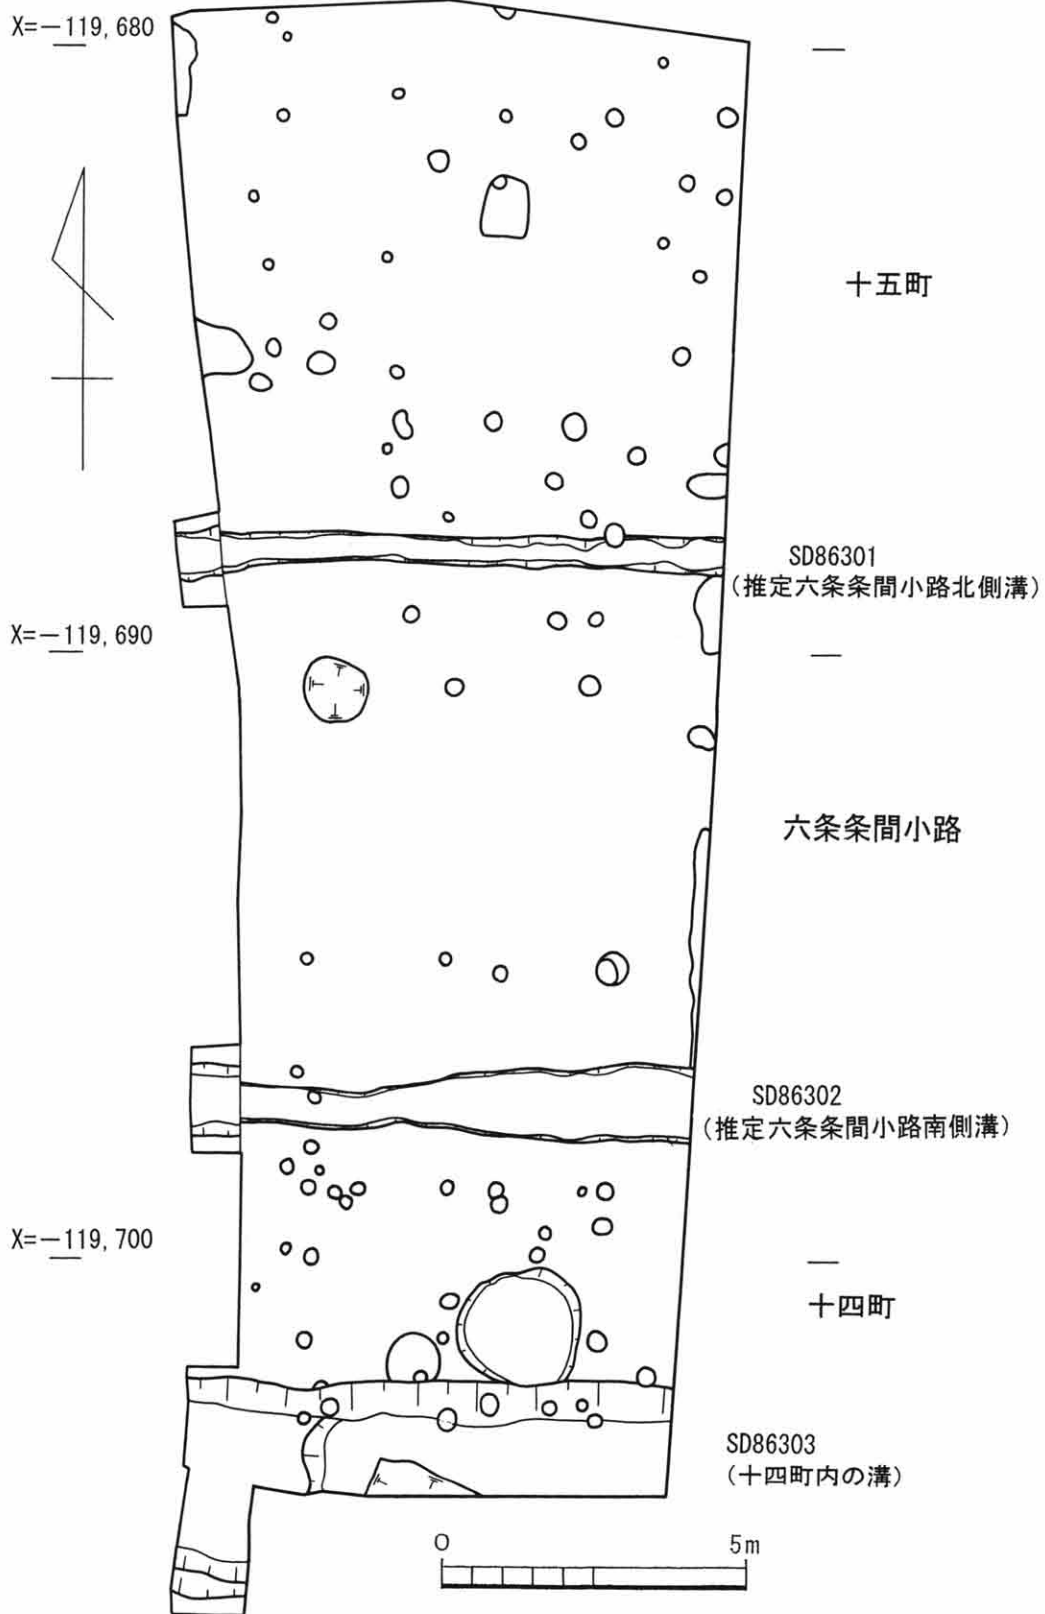 X=−119,680
十五町
SD86301
（推定六条条間小路北側溝）
X=−119,690
六条条間小路
SD86302
（推定六条条間小路南側溝）
X=−119,700
十四町
SD86303
（十四町内の溝）
0 5m